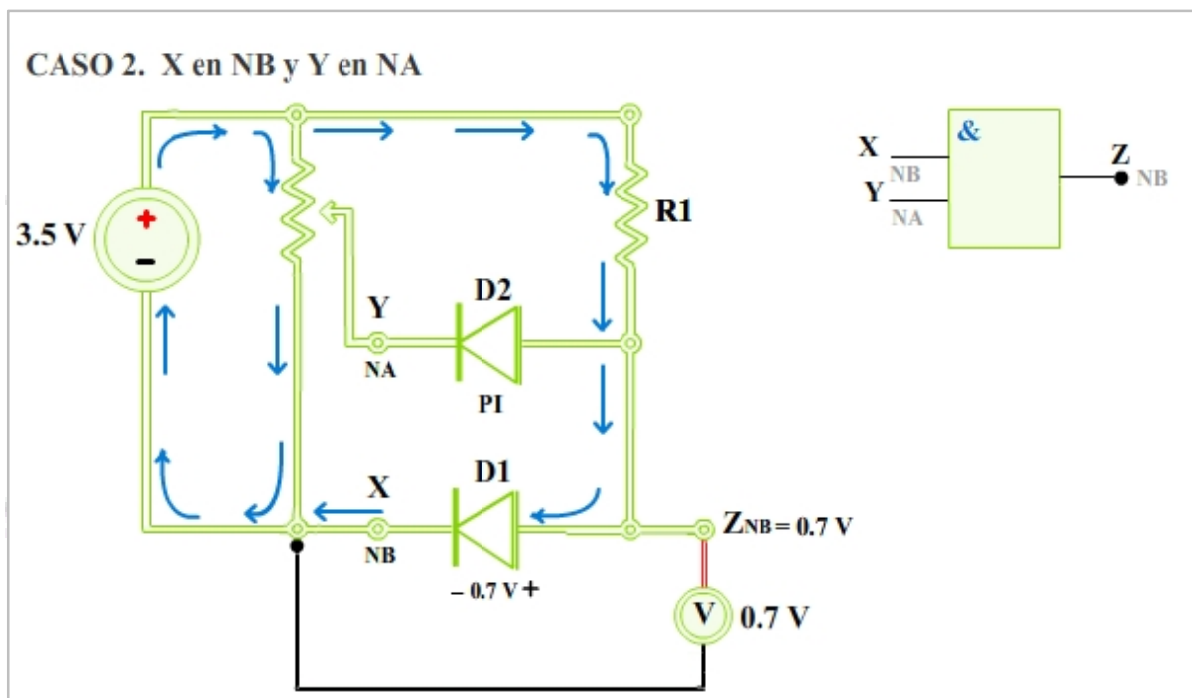 CASO 2. X en NB y Y en NA
3.5 V
+
–
R1
Y
NA
D2
PI
X
NB
D1
– 0.7 V +
ZNB = 0.7 V
V
0.7 V
&
X
NB
Y
NA
Z
NB